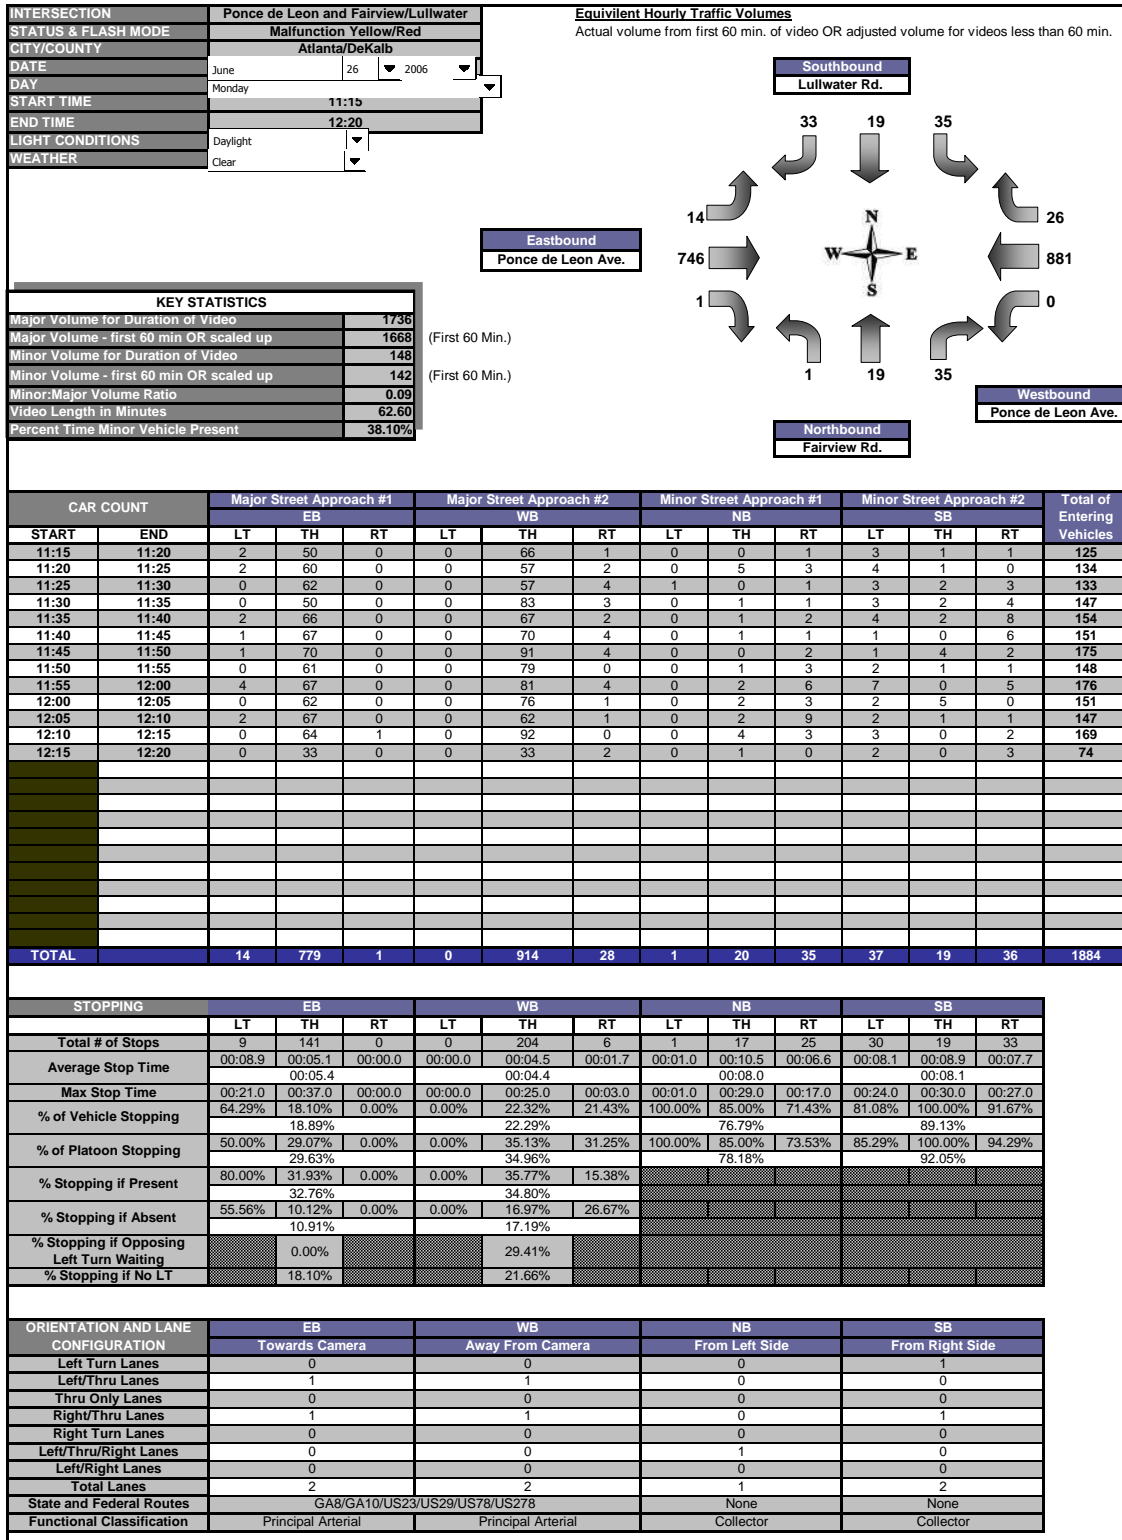 INTERSECTION Ponce de Leon and Fairview/Lullwater
STATUS & FLASH MODE Malfunction Yellow/Red
CITY/COUNTY Atlanta/DeKalb
DATE June 26 2006
DAY Monday
START TIME 11:15
END TIME 12:20
LIGHT CONDITIONS Daylight
WEATHER Clear
Equivilent Hourly Traffic Volumes
Actual volume from first 60 min. of video OR adjusted volume for videos less than 60 min.
Southbound
Lullwater Rd.
33 19 35
14 N 26
Eastbound
Ponce de Leon Ave.
746 W E 881
S
1 0
1 19 35
Westbound
Ponce de Leon Ave.
Northbound
Fairview Rd.
KEY STATISTICS
Major Volume for Duration of Video 1736
Major Volume - first 60 min OR scaled up 1668 (First 60 Min.)
Minor Volume for Duration of Video 148
Minor Volume - first 60 min OR scaled up 142 (First 60 Min.)
Minor:Major Volume Ratio 0.09
Video Length in Minutes 62.60
Percent Time Minor Vehicle Present 38.10%
CAR COUNT Major Street Approach #1 Major Street Approach #2 Minor Street Approach #1 Minor Street Approach #2 Total of
EB WB NB SB Entering
START END LT TH RT LT TH RT LT TH RT LT TH RT Vehicles
11:15 11:20 2 50 0 0 66 1 0 0 1 3 1 1 125
11:20 11:25 2 60 0 0 57 2 0 5 3 4 1 0 134
11:25 11:30 0 62 0 0 57 4 1 0 1 3 2 3 133
11:30 11:35 0 50 0 0 83 3 0 1 1 3 2 4 147
11:35 11:40 2 66 0 0 67 2 0 1 2 4 2 8 154
11:40 11:45 1 67 0 0 70 4 0 1 1 1 0 6 151
11:45 11:50 1 70 0 0 91 4 0 0 2 1 4 2 175
11:50 11:55 0 61 0 0 79 0 0 1 3 2 1 1 148
11:55 12:00 4 67 0 0 81 4 0 2 6 7 0 5 176
12:00 12:05 0 62 0 0 76 1 0 2 3 2 5 0 151
12:05 12:10 2 67 0 0 62 1 0 2 9 2 1 1 147
12:10 12:15 0 64 1 0 92 0 0 4 3 3 0 2 169
12:15 12:20 0 33 0 0 33 2 0 1 0 2 0 3 74
TOTAL 14 779 1 0 914 28 1 20 35 37 19 36 1884
STOPPING EB WB NB SB
LT TH RT LT TH RT LT TH RT LT TH RT
Total # of Stops 9 141 0 0 204 6 1 17 25 30 19 33
Average Stop Time 00:08.9 00:05.1 00:00.0 00:00.0 00:04.5 00:01.7 00:01.0 00:10.5 00:06.6 00:08.1 00:08.9 00:07.7
00:05.4 00:04.4 00:08.0 00:08.1
Max Stop Time 00:21.0 00:37.0 00:00.0 00:00.0 00:25.0 00:03.0 00:01.0 00:29.0 00:17.0 00:24.0 00:30.0 00:27.0
% of Vehicle Stopping 64.29% 18.10% 0.00% 0.00% 22.32% 21.43% 100.00% 85.00% 71.43% 81.08% 100.00% 91.67%
18.89% 22.29% 76.79% 89.13%
% of Platoon Stopping 50.00% 29.07% 0.00% 0.00% 35.13% 31.25% 100.00% 85.00% 73.53% 85.29% 100.00% 94.29%
29.63% 34.96% 78.18% 92.05%
% Stopping if Present 80.00% 31.93% 0.00% 0.00% 35.77% 15.38%
32.76% 34.80%
% Stopping if Absent 55.56% 10.12% 0.00% 0.00% 16.97% 26.67%
10.91% 17.19%
% Stopping if Opposing
Left Turn Waiting 0.00% 29.41%
% Stopping if No LT 18.10% 21.66%
ORIENTATION AND LANE EB WB NB SB
CONFIGURATION Towards Camera Away From Camera From Left Side From Right Side
Left Turn Lanes 0 0 0 1
Left/Thru Lanes 1 1 0 0
Thru Only Lanes 0 0 0 0
Right/Thru Lanes 1 1 0 1
Right Turn Lanes 0 0 0 0
Left/Thru/Right Lanes 0 0 1 0
Left/Right Lanes 0 0 0 0
Total Lanes 2 2 1 2
State and Federal Routes GA8/GA10/US23/US29/US78/US278 None None
Functional Classification Principal Arterial Principal Arterial Collector Collector